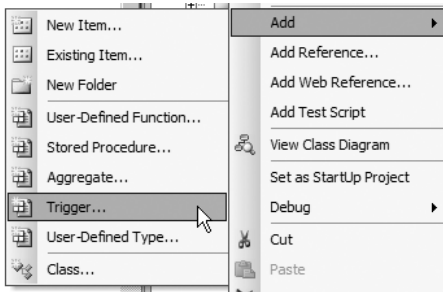 New Item...
Existing Item...
New Folder
User-Defined Function...
Stored Procedure...
Aggregate...
Trigger...
User-Defined Type...
Class...
Add
Add Reference...
Add Web Reference...
Add Test Script
View Class Diagram
Set as StartUp Project
Debug
Cut
Paste